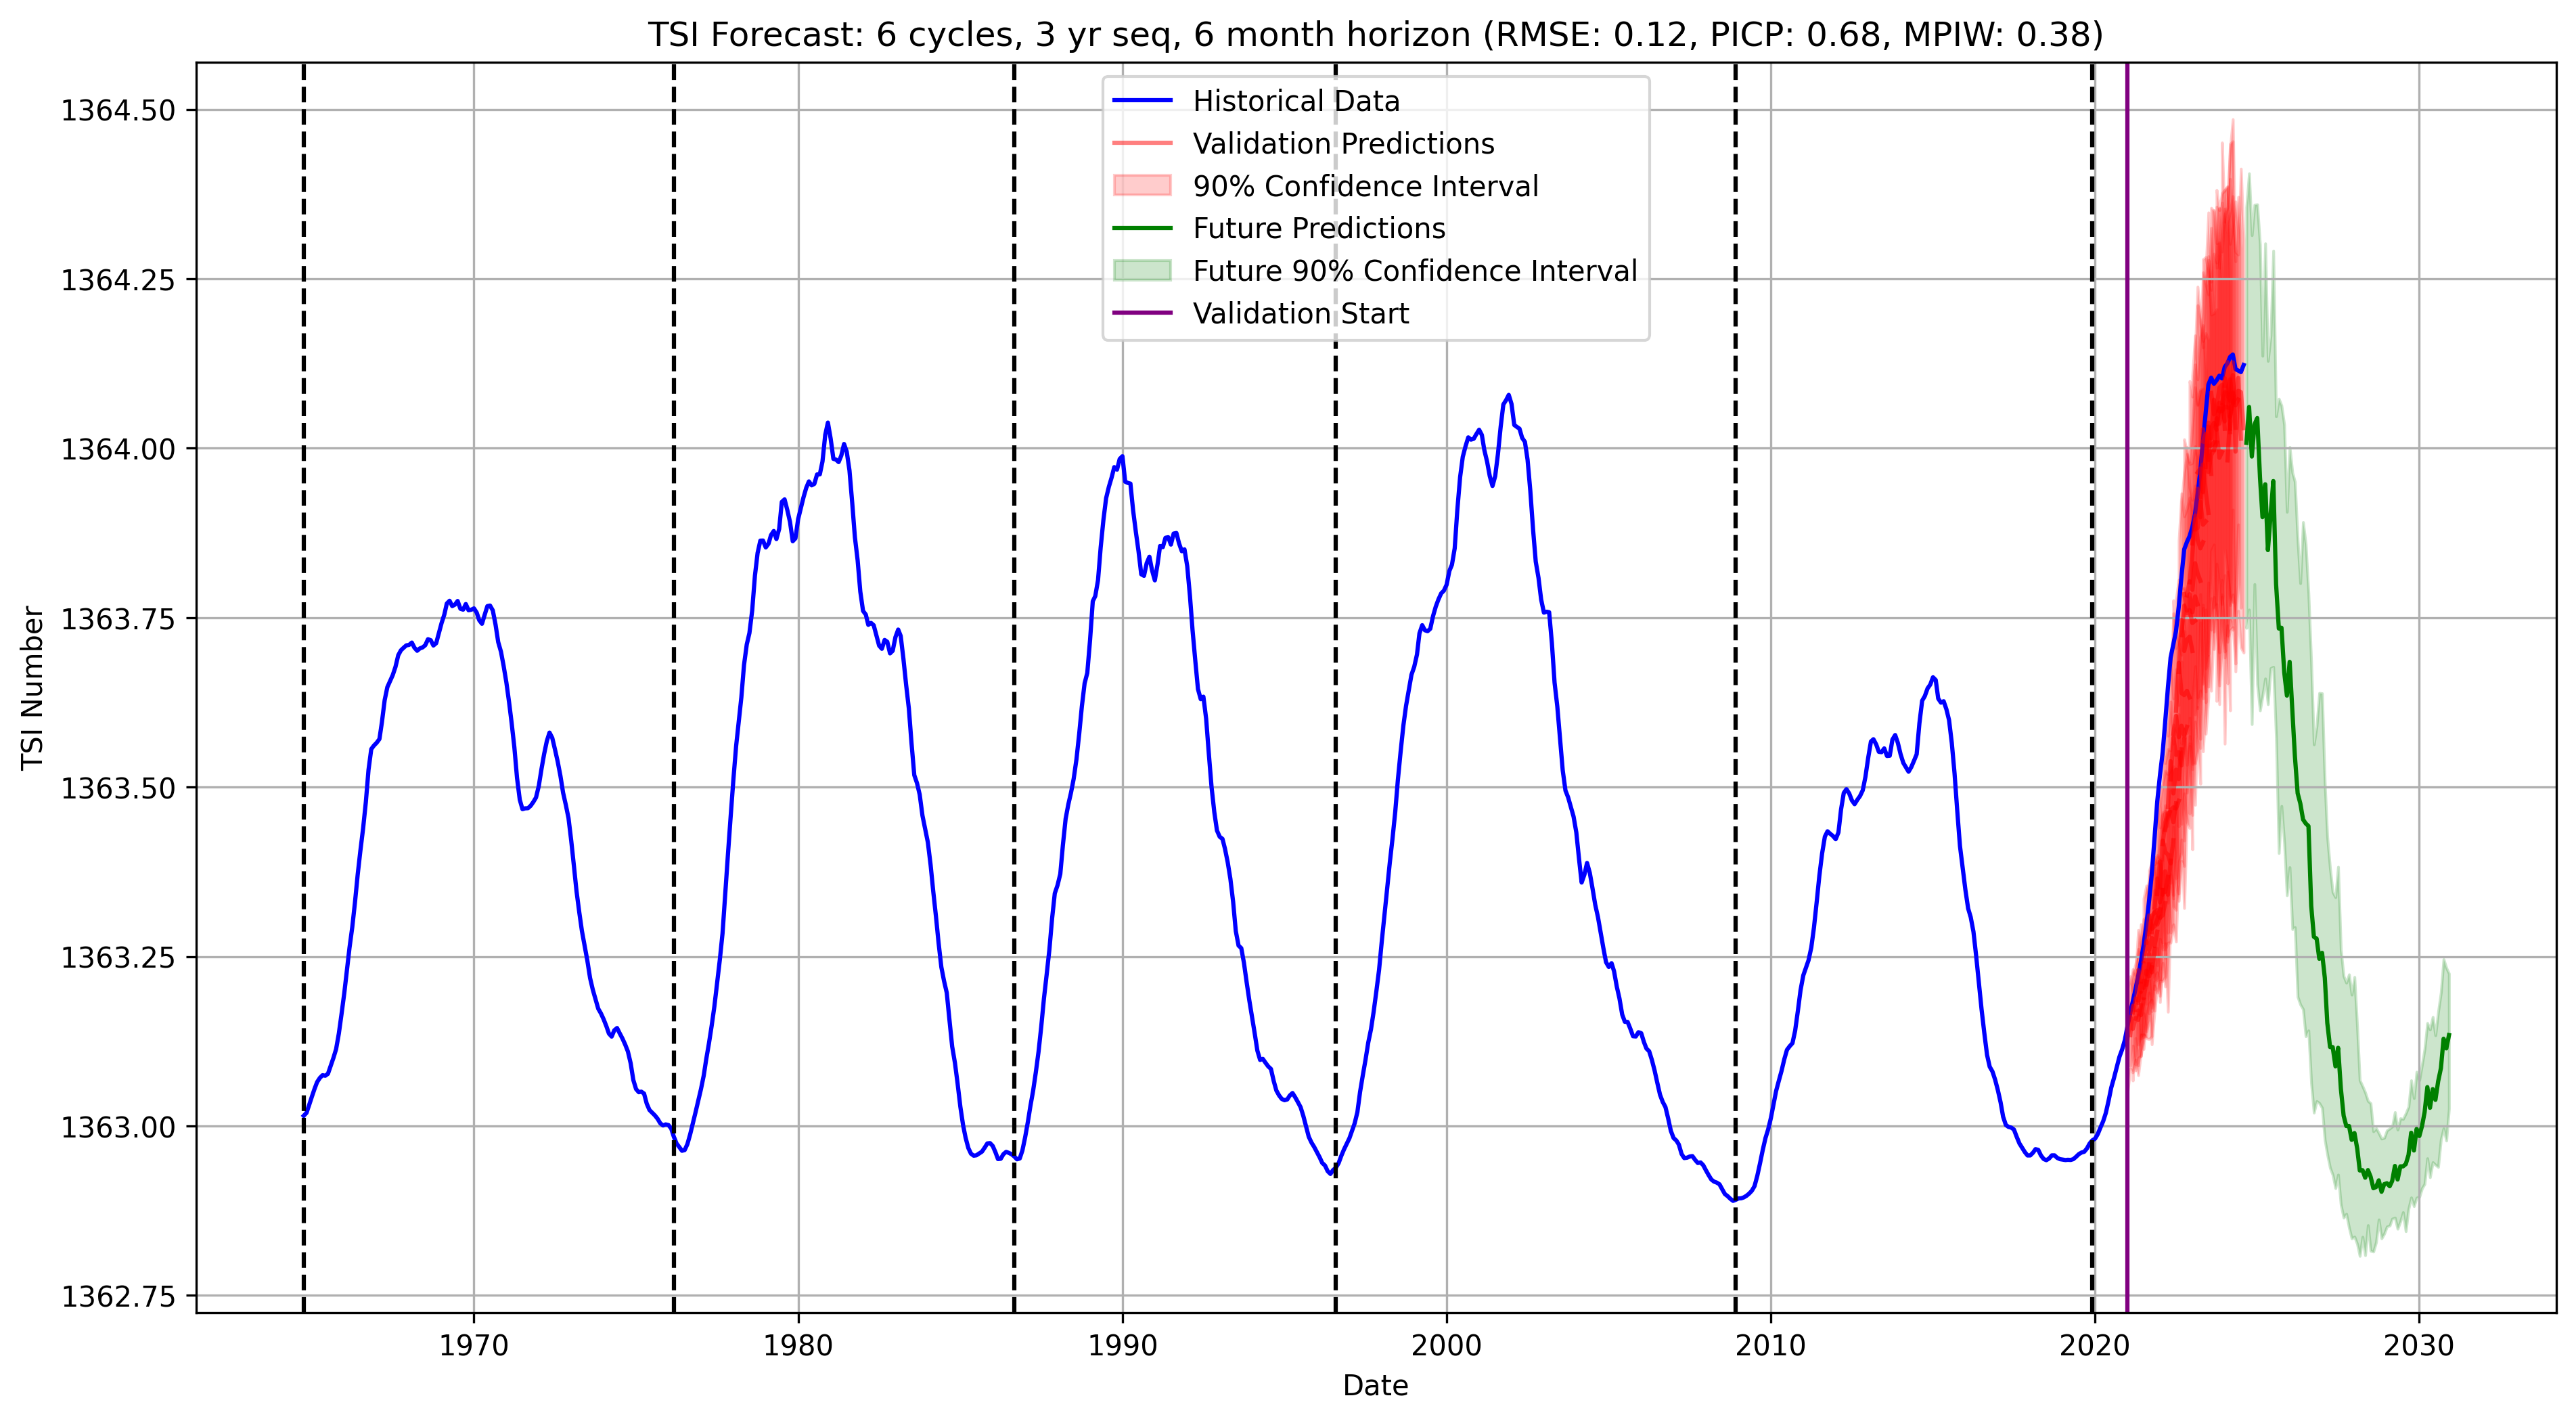 TSI Forecast: 6 cycles, 3 yr seq, 6 month horizon (RMSE: 0.12, PICP: 0.68, MPIW: 0.38)
Historical Data
Validation Predictions
90% Confidence Interval
Future Predictions
Future 90% Confidence Interval
Validation Start
TSI Number
1364.50
1364.25
1364.00
1363.75
1363.50
1363.25
1363.00
1362.75
1970 1980 1990 2000 2010 2020 2030
Date